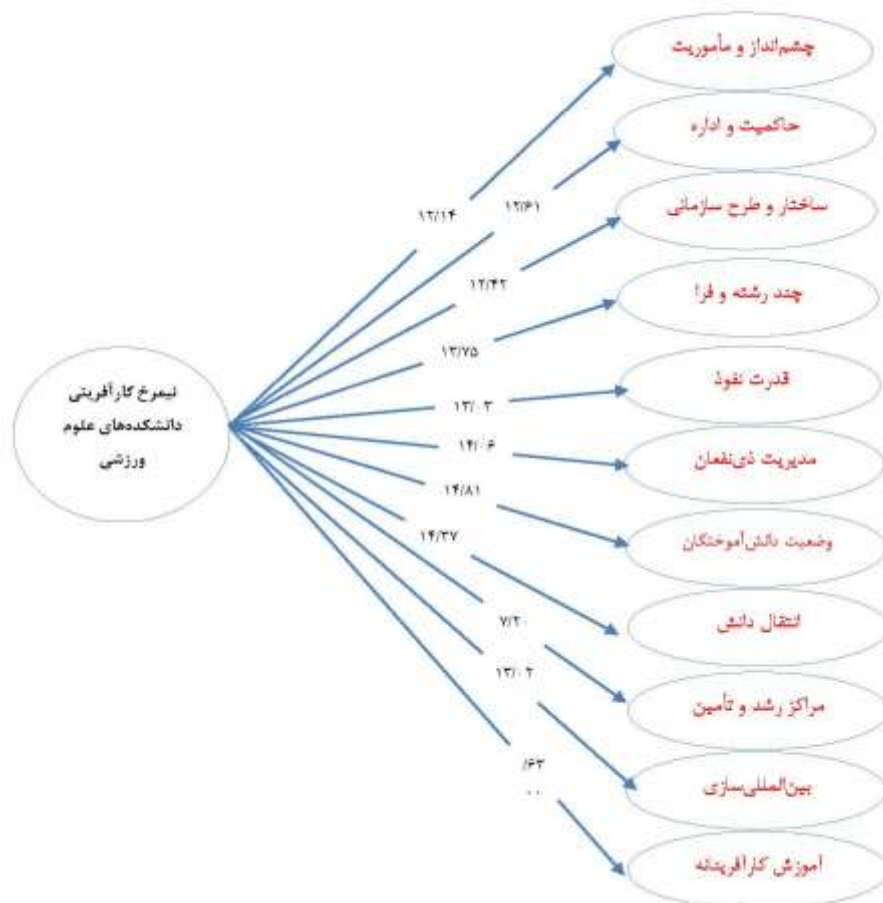 چشم‌انداز و مأموریت
حاکمیت و اداره
ساختار و طرح سازمانی
چند رشته و فرا
قدرت نفوذ
مدیریت ذی‌نفعان
وضعیت دانش‌آموختگان
انتقال دانش
مراکز رشد و تأمین
بین‌المللی‌سازی
آموزش کارآفرینانه
نیمرخ کارآفرینی
دانشکده‌های علوم
ورزشی
۱۲/۱۴
۱۲/۶۱
۱۲/۴۲
۱۳/۷۵
۱۳/۰۳
۱۴/۰۶
۱۴/۸۱
۱۴/۳۷
۷/۲۰
۱۳/۰۲
/۶۳